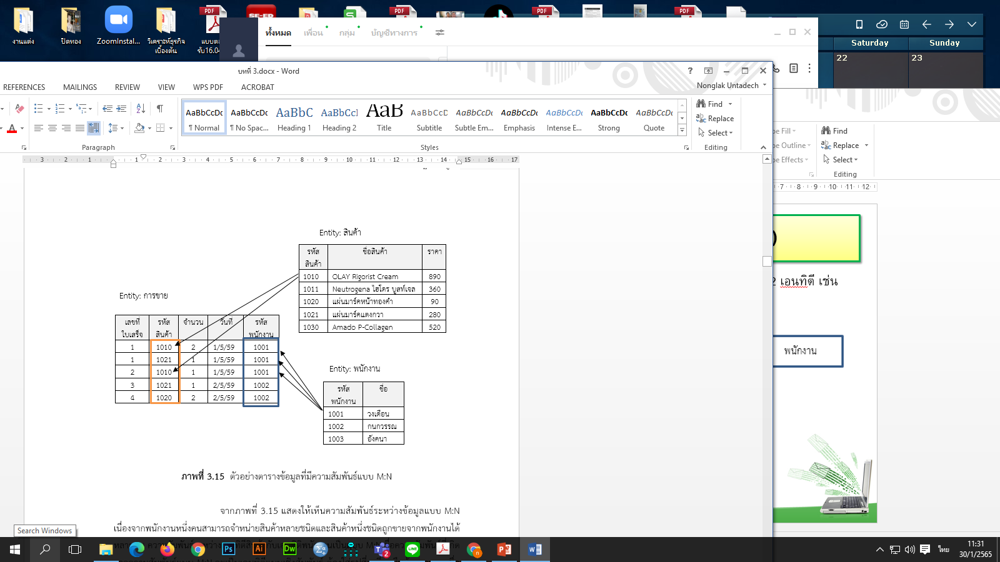 งานแต่ง
ปิดทอง
ZoomInstal...
วิเคราะห์ธุรกิจ
เบื้องต้น
PDF
SE-ED
PDF
PDF
PDF
ทั้งหมด เพื่อน กลุ่ม บัญชีทางการ
Saturday Sunday
22 23
บทที่ 3.docx - Word
REFERENCES MAILINGS REVIEW VIEW WPS PDF ACROBAT
Nonglak Untadech
AaBbCcDc AaBbCcDc AaBbC AaBbCcI AaB AaBbCcD AaBbCcDc AaBbCcDc AaBbCcDc AaBbCcDc AaBbCcDc
¶ Normal ¶ No Spac... Heading 1 Heading 2 Title Subtitle Subtle Em... Emphasis Intense E... Strong Quote
Find
Replace
Select
Paragraph Styles Editing
be Fill
be Outline
be Effects
Find
Replace
Select
Editing
3 2 1 1 2 3 4 5 6 7 8 9 10 11 12 13 14 15 16 17
7 8 9 10 11 12
Entity: สินค้า
รหัสสินค้า ชื่อสินค้า ราคา
1010 OLAY Rigorist Cream 890
1011 Neutrogena ไฮโดร บูสท์เจล 360
1020 แผ่นมาร์คหน้าทองคำ 90
1021 แผ่นมาร์คแตงกวา 280
1030 Amado P-Collagen 520
Entity: การขาย
เลขที่ใบเสร็จ รหัสสินค้า จำนวน วันที่ รหัสพนักงาน
1 1010 2 1/5/59 1001
1 1021 1 1/5/59 1001
2 1010 1 1/5/59 1001
3 1021 1 2/5/59 1002
4 1020 2 2/5/59 1002
Entity: พนักงาน
รหัสพนักงาน ชื่อ
1001 วงเดือน
1002 กนกวรรณ
1003 อังคนา
ภาพที่ 3.15 ตัวอย่างตารางข้อมูลที่มีความสัมพันธ์แบบ M:N
จากภาพที่ 3.15 แสดงให้เห็นความสัมพันธ์ระหว่างข้อมูลแบบ M:N
เนื่องจากพนักงานหนึ่งคนสามารถจำหน่ายสินค้าหลายชนิดและสินค้าหนึ่งชนิดถูกขายจากพนักงานได้
)
2 เอนทิตี เช่น
พนักงาน
Search Windows
Ps Ai Dw
ไทย
11:31
30/1/2565